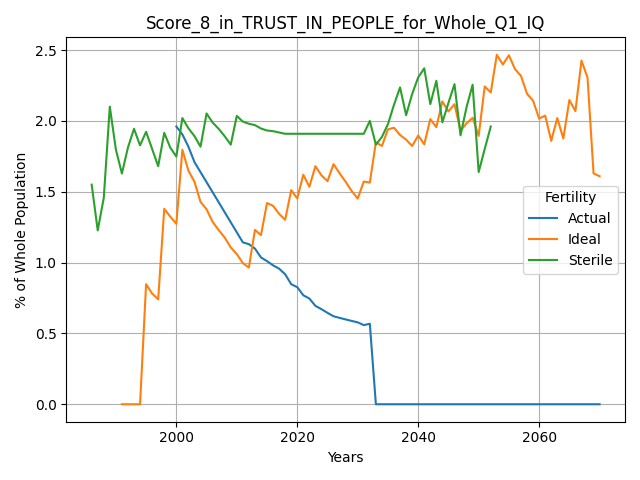 Score_8_in_TRUST_IN_PEOPLE_for_Whole_Q1_IQ
2.5
2.0
1.5
1.0
0.5
0.0
% of Whole Population
Fertility
Actual
Ideal
Sterile
2000 2020 2040 2060
Years